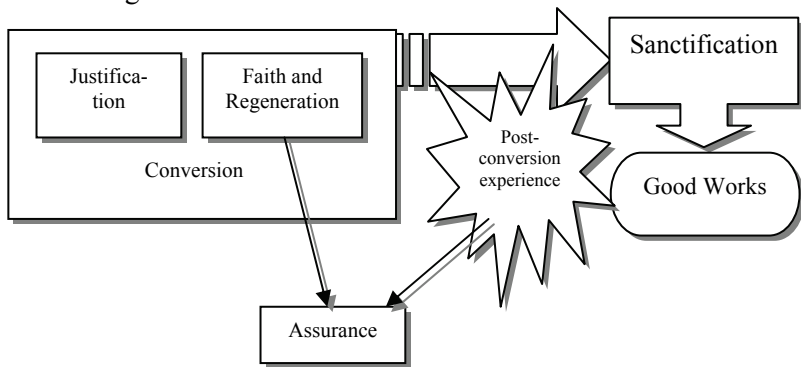 Justifica-
tion
Faith and
Regeneration
Conversion
Post-
conversion
experience
Sanctification
Good Works
Assurance